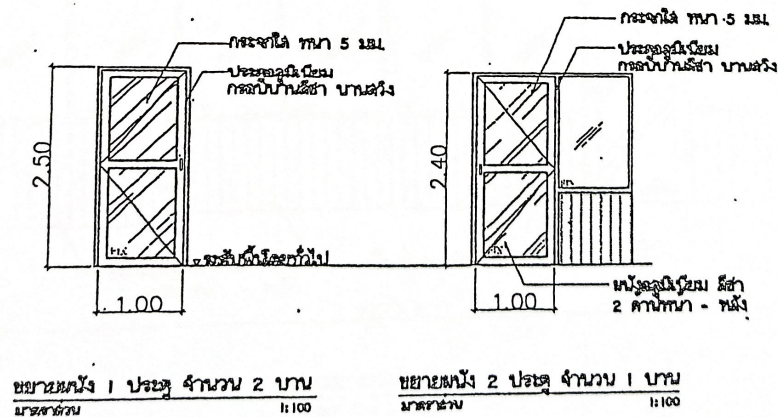 กระจกใส หนา 5 มม.
ประตูอลูมิเนียม
กรอบบานสีชา บานสวิง
2.50
1.00
FIX
ระดับพื้นโดยทั่วไป
ขยายผนัง 1 ประตู จำนวน 2 บาน
มาตราส่วน 1:100
กระจกใส หนา 5 มม.
ประตูอลูมิเนียม
กรอบบานสีชา บานสวิง
2.40
1.00
FIX
ผนังอลูมิเนียม สีชา
2 ด้านหน้า - หลัง
ขยายผนัง 2 ประตู จำนวน 1 บาน
มาตราส่วน 1:100